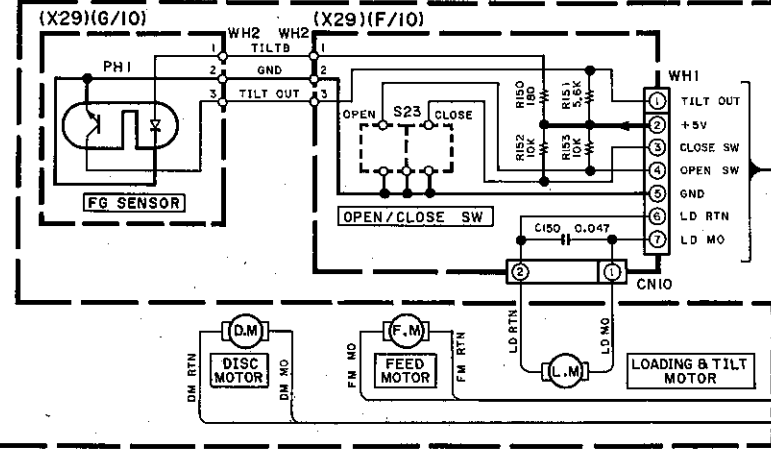 (X29)(G/10)
(X29)(F/10)
WH2
WH2
1 TILTB 1
2 GND 2
3 TILT OUT 3
PH1
FG SENSOR
OPEN
S23
CLOSE
OPEN/CLOSE SW
R150
180
R151
5.6K
R152
10K
R153
10K
WH1
1 TILT OUT
2 +5V
3 CLOSE SW
4 OPEN SW
5 GND
6 LD RTN
7 LD MO
C150 0.047
2
1
CN10
LD RTN
LD MO
L.M
LOADING & TILT
MOTOR
D.M
DISC
MOTOR
DM RTN
DM MO
F.M
FEED
MOTOR
FM MO
FM RTN